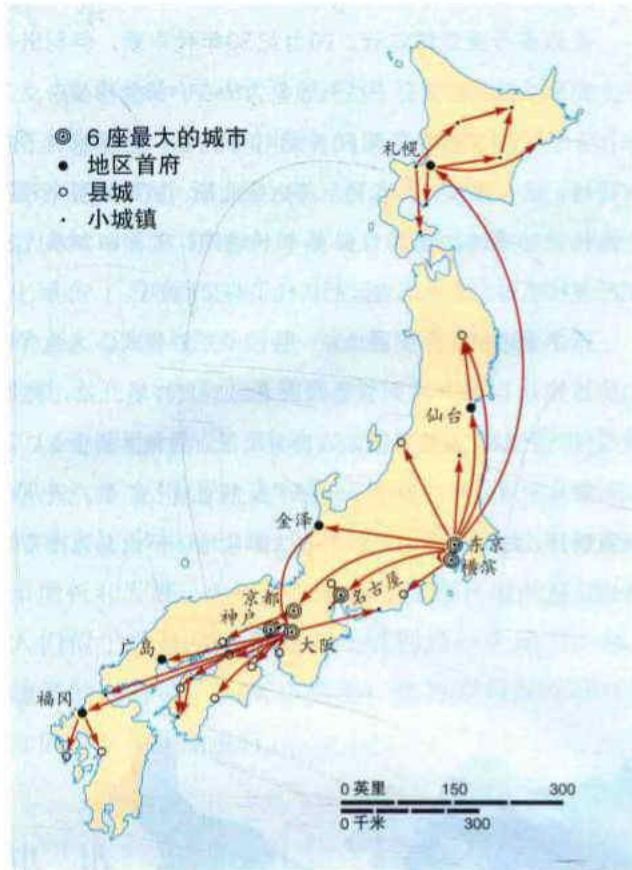 6座最大的城市
地区首府
县城
小城镇
札幌
仙台
金泽
东京
横滨
名古屋
京都
神户
大阪
广岛
福冈
0 英里 150 300
0 千米 300